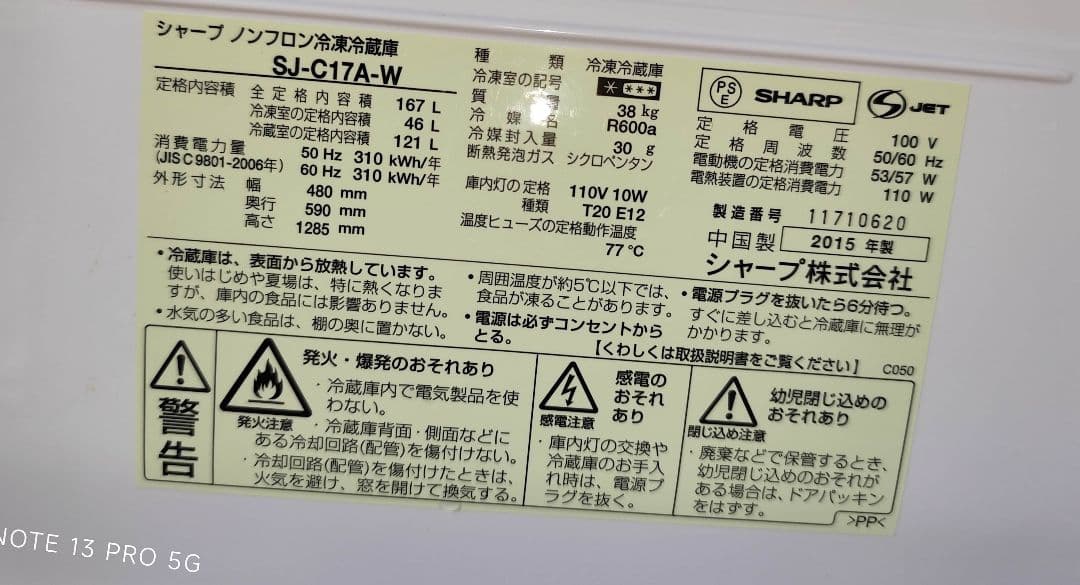 シャープ ノンフロン冷凍冷蔵庫
SJ-C17A-W
定格内容積 全定格内容積 167 L
冷凍室の定格内容積 46 L
冷蔵室の定格内容積 121 L
消費電力量 50 Hz 310 kWh/年
(JIS C 9801-2006年) 60 Hz 310 kWh/年
外形寸法 幅 480 mm
奥行 590 mm
高さ 1285 mm
種類 冷凍冷蔵庫
冷凍室の記号 * ***
質 38 kg
冷媒名 R600a
冷媒封入量 30 g
断熱発泡ガス シクロペンタン
庫内灯の定格 110V 10W
種類 T20 E12
温度ヒューズの定格動作温度
77 ℃
PS
E
SHARP
S JET
定格電圧 100 V
定格周波数 50/60 Hz
電動機の定格消費電力 53/57 W
電熱装置の定格消費電力 110 W
製造番号 11710620
中国製 2015 年製
シャープ株式会社
・冷蔵庫は、表面から放熱しています。
使いはじめや夏場は、特に熱くなりま
すが、庫内の食品には影響ありません。
・水気の多い食品は、棚の奥に置かない。
・周囲温度が約5℃以下では、
食品が凍ることがあります。
・電源は必ずコンセントから
とる。
・電源プラグを抜いたら6分待つ。
すぐに差し込むと冷蔵庫に無理が
かかります。
【くわしくは取扱説明書をご覧ください】 C050
警告
発火注意
発火・爆発のおそれあり
・冷蔵庫内で電気製品を使
わない。
・冷蔵庫背面・側面などに
ある冷却回路(配管)を傷付けない。
・冷却回路(配管)を傷付けたときは、
火気を避け、窓を開けて換気する。
感電注意
感電の
おそれ
あり
・庫内灯の交換や
冷蔵庫のお手入
れ時は、電源プ
ラグを抜く。
閉じ込め注意
幼児閉じ込めの
おそれあり
・廃棄などで保管するとき、
幼児閉じ込めのおそれが
ある場合は、ドアパッキン
をはずす。
>PP<
NOTE 13 PRO 5G